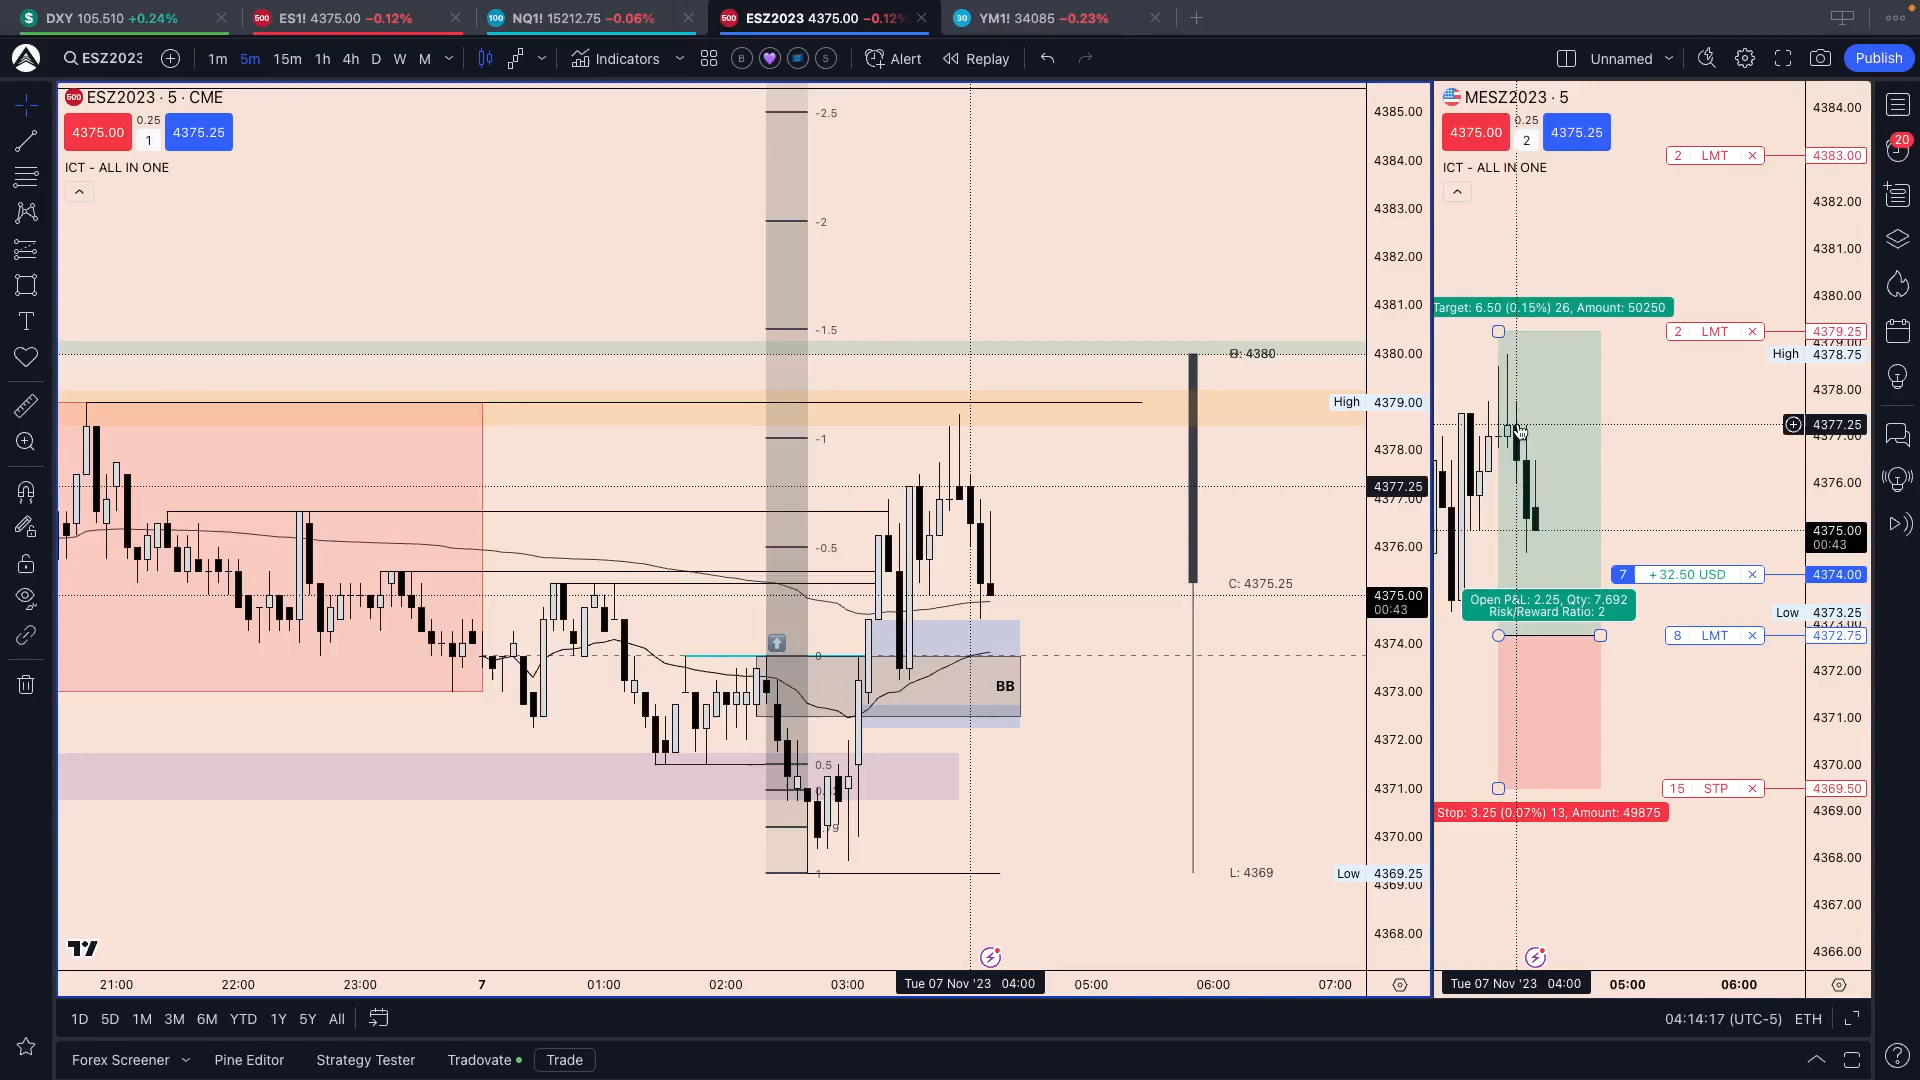 DXY 105.510 +0.24%
ES1! 4375.00 −0.12%
NQ1! 15212.75 −0.06%
ESZ2023 4375.00 −0.12%
YM1! 34085 −0.23%
ESZ2023
1m 5m 15m 1h 4h D W M
Indicators
B
S
Alert
Replay
Unnamed
Publish
ESZ2023 · 5 · CME
4375.00
0.25
1
4375.25
ICT - ALL IN ONE
-2.5
-2
-1.5
-1
-0.5
0
0.5
1
4380
C: 4375.25
L: 4369
BB
High 4379.00
Low 4369.25
4385.00
4384.00
4383.00
4382.00
4381.00
4380.00
4378.00
4377.25
4377.00
4376.00
4375.00
00:43
4374.00
4373.00
4372.00
4371.00
4370.00
4369.00
4368.00
21:00 22:00 23:00 7 01:00 02:00 03:00 Tue 07 Nov '23 04:00 05:00 06:00 07:00
MESZ2023 · 5
4375.00
0.25
2
4375.25
ICT - ALL IN ONE
2 LMT
4383.00
Target: 6.50 (0.15%) 26, Amount: 50250
2 LMT
4379.25
High 4378.75
7 +32.50 USD
4374.00
Open P&L: 2.25, Qty: 7.692
Risk/Reward Ratio: 2
Low 4373.25
8 LMT
4372.75
15 STP
4369.50
Stop: 3.25 (0.07%) 13, Amount: 49875
4384.00
4382.00
4381.00
4380.00
4379.00
4378.00
4377.25
4377.00
4376.00
4375.00
00:43
4373.00
4372.00
4371.00
4370.00
4369.00
4368.00
4367.00
4366.00
Tue 07 Nov '23 04:00 05:00 06:00
20
1D 5D 1M 3M 6M YTD 1Y 5Y All
04:14:17 (UTC-5) ETH
Forex Screener Pine Editor Strategy Tester Tradovate Trade